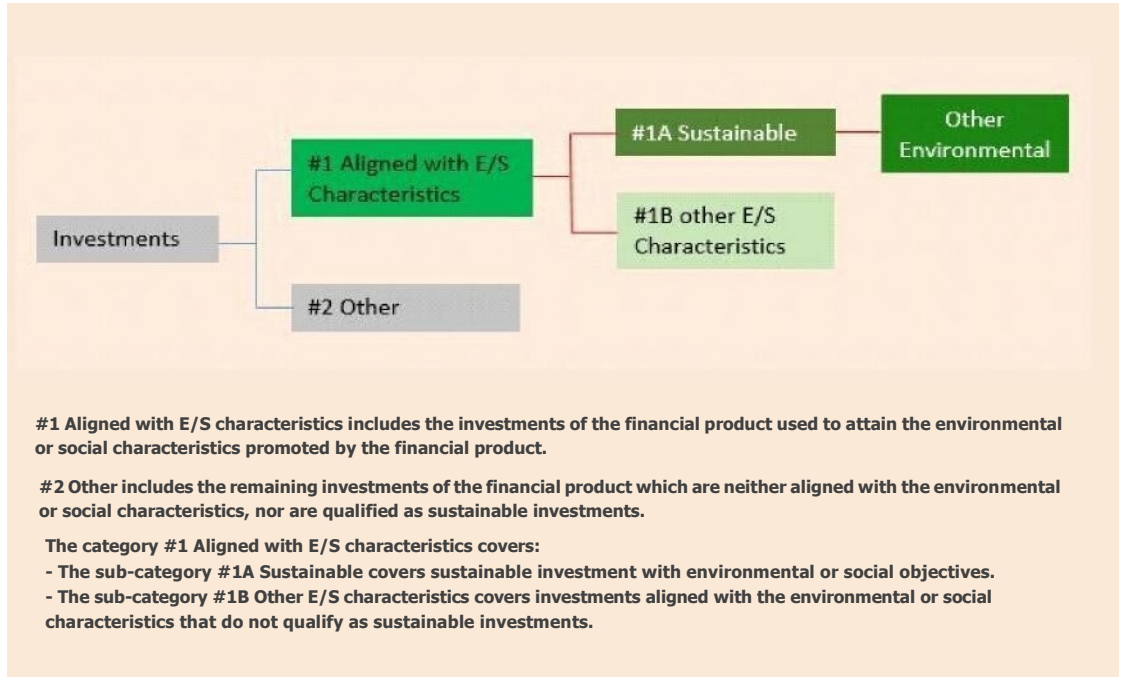 Other
Environmental
#1A Sustainable
#1 Aligned with E/S
Characteristics
#1B other E/S
Characteristics
Investments
#2 Other
#1 Aligned with E/S characteristics includes the investments of the financial product used to attain the environmental
or social characteristics promoted by the financial product.
#2 Other includes the remaining investments of the financial product which are neither aligned with the environmental
or social characteristics, nor are qualified as sustainable investments.
The category #1 Aligned with E/S characteristics covers:
- The sub-category #1A Sustainable covers sustainable investment with environmental or social objectives.
- The sub-category #1B Other E/S characteristics covers investments aligned with the environmental or social
characteristics that do not qualify as sustainable investments.